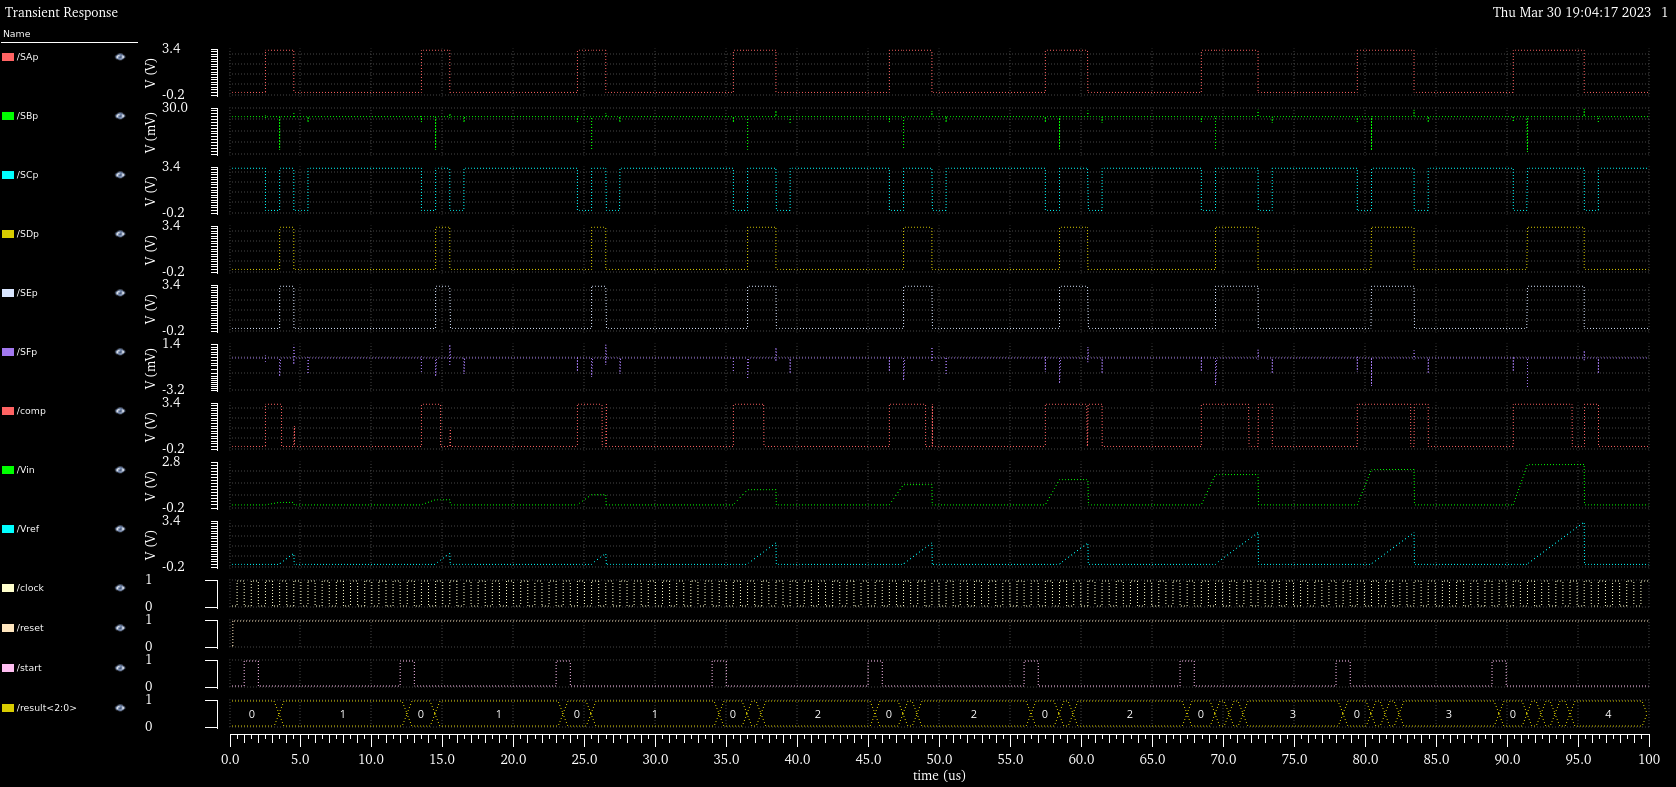 Transient Response Thu Mar 30 19:04:17 2023 1
Name
3.4
/SAp V (V)
-0.2
30.0
/SBp V (mV)
3.4
/SCp V (V)
-0.2
3.4
/SDp V (V)
-0.2
3.4
/SEp V (V)
-0.2
1.4
/SFp V (mV)
-3.2
3.4
/comp V (V)
-0.2
2.8
/Vin V (V)
-0.2
3.4
/Vref V (V)
-0.2
1
/clock
0
1
/reset
0
1
/start
0
1
/result<2:0> 0 1 0 1 0 1 0 2 0 2 0 2 0 3 0 3 0 4
0
0.0 5.0 10.0 15.0 20.0 25.0 30.0 35.0 40.0 45.0 50.0 55.0 60.0 65.0 70.0 75.0 80.0 85.0 90.0 95.0 100
time (us)